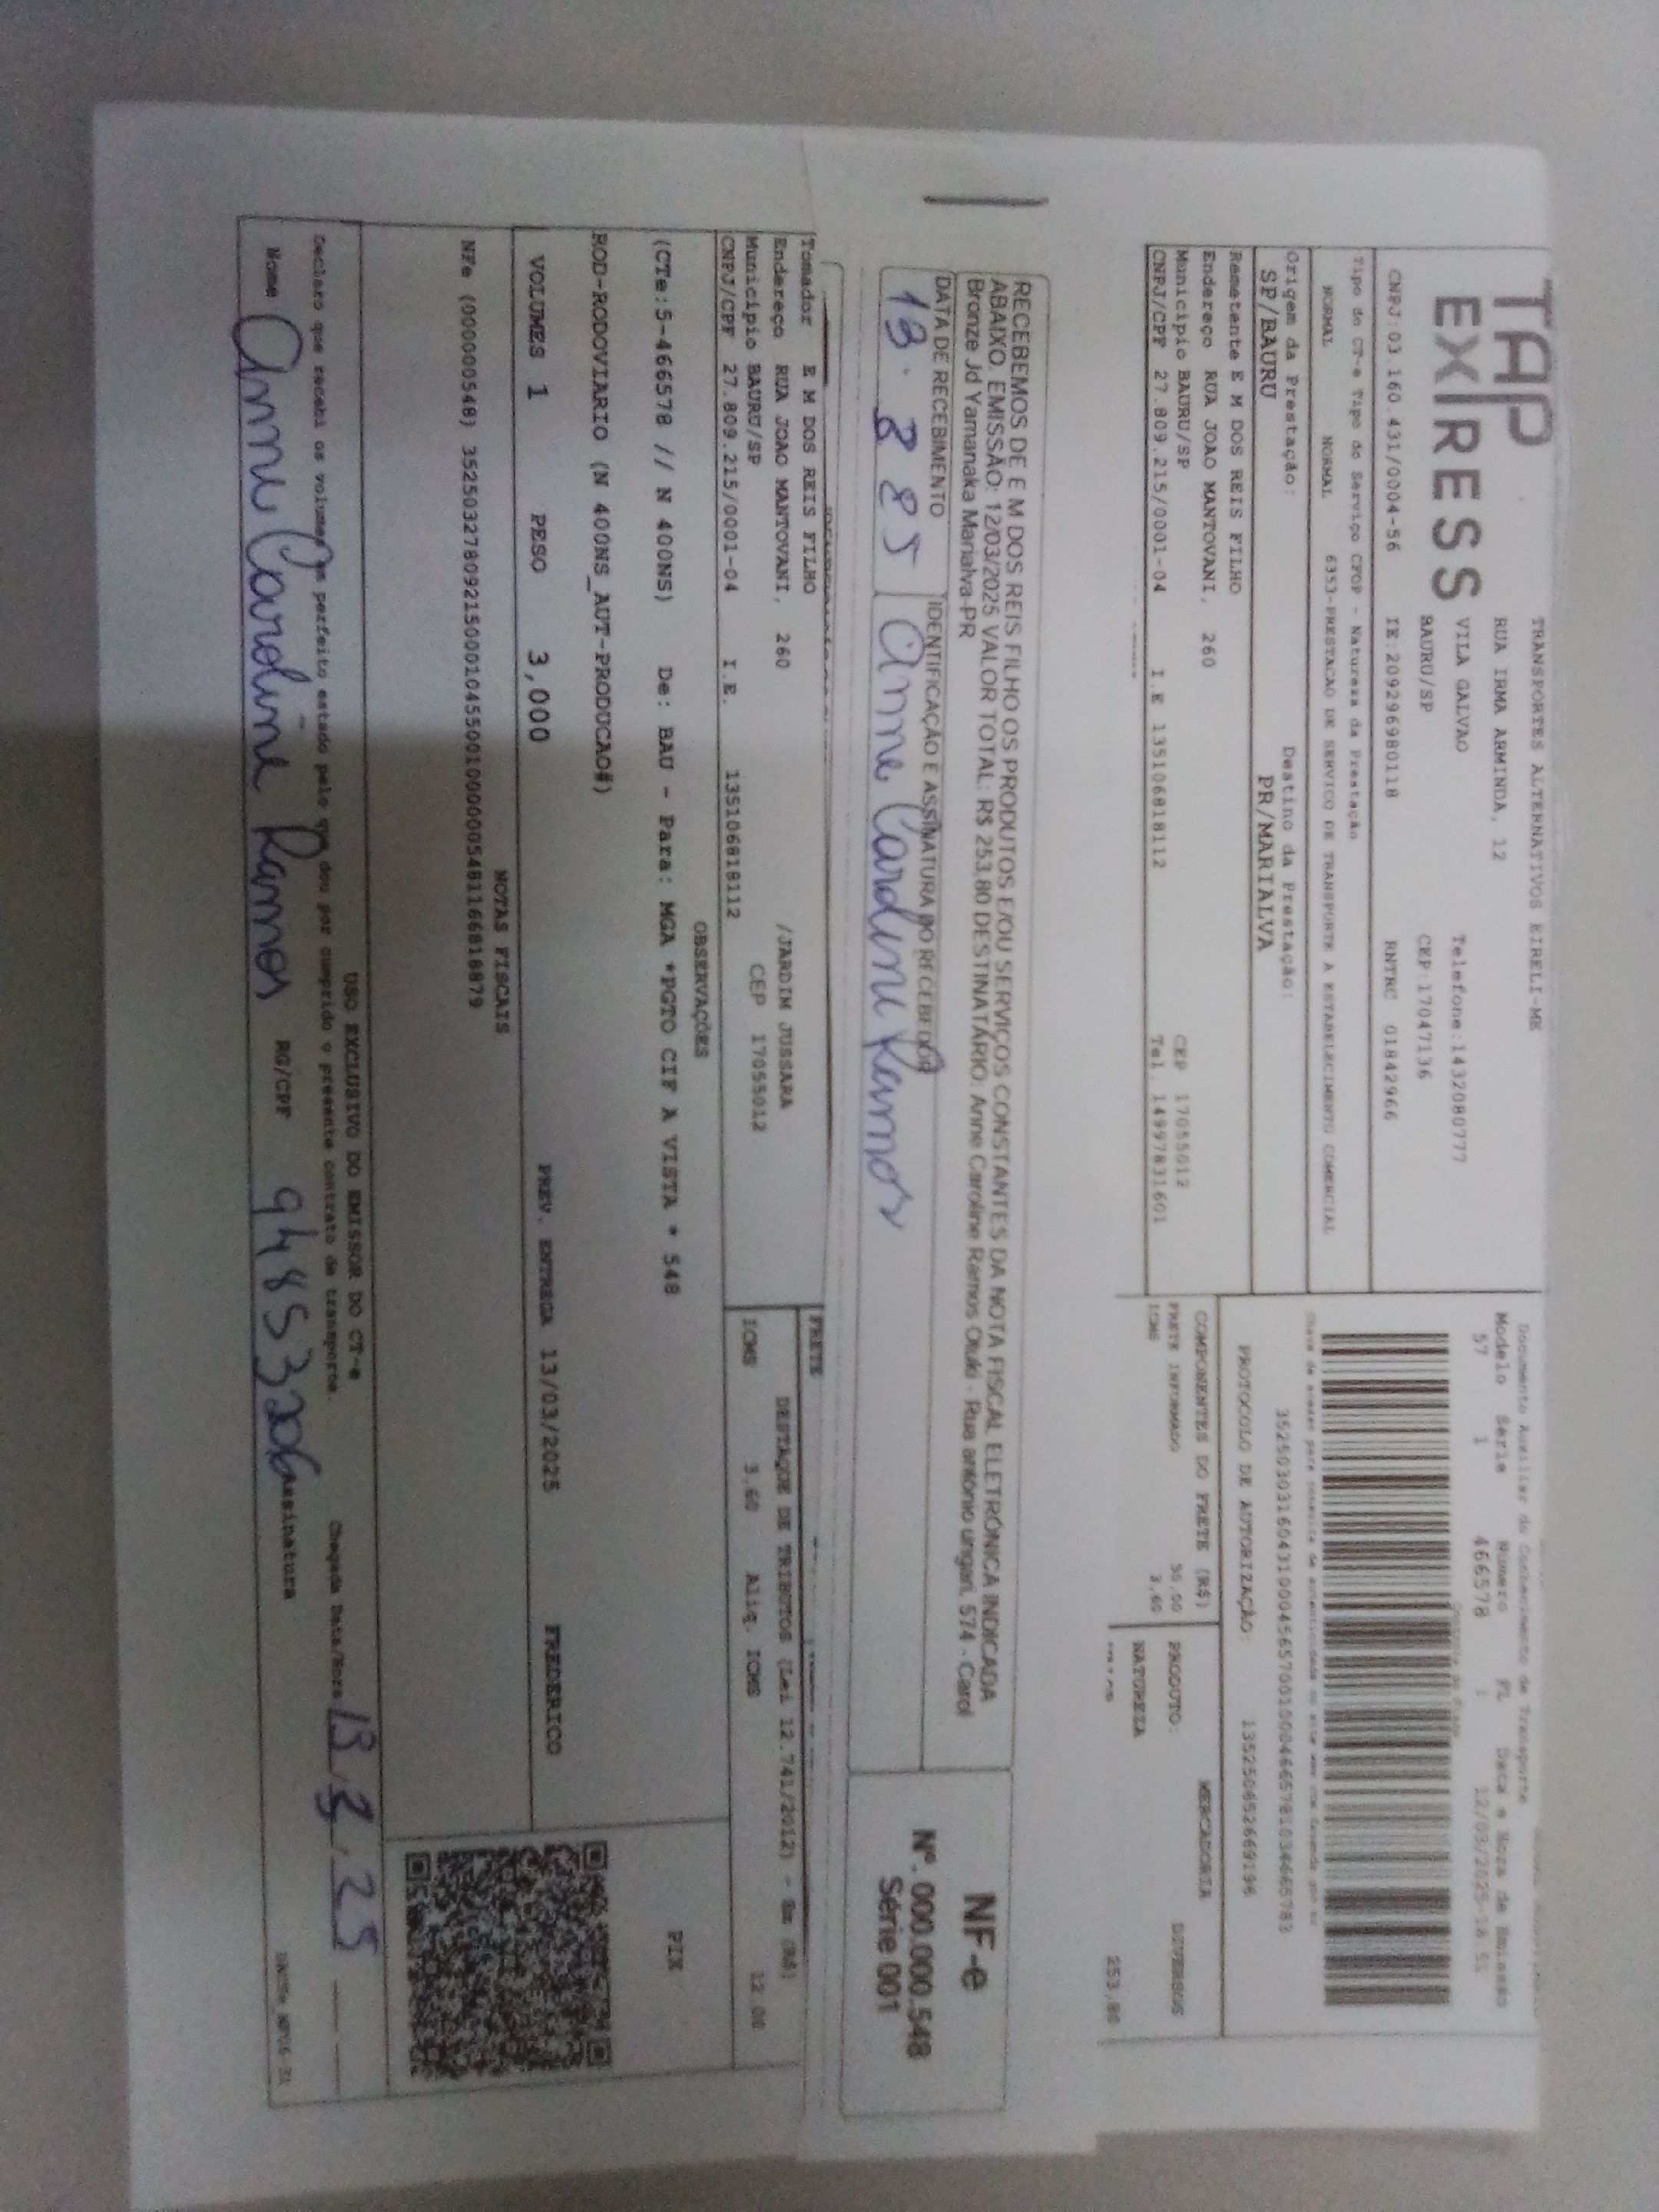 TAP
EXPRESS
TRANSPORTES ALTERNATIVOS EIRELI-ME
RUA IRMA ARMINDA, 12
VILA GALVAO Telefone:1432080777
BAURU/SP CEP:17047136
CNPJ:03.160.431/0004-56 IE:209296980118 RNTRC 01842966
Tipo do CT-e Tipo do Serviço CFOP - Natureza da Prestação
NORMAL NORMAL 6353-PRESTACAO DE SERVICO DE TRANSPORTE A ESTABELECIMENTO COMERCIAL
Origem da Prestação: Destino da Prestação:
SP/BAURU PR/MARIALVA
Remetente E M DOS REIS FILHO
Endereço RUA JOAO MANTOVANI, 260
Município BAURU/SP CEP 17055012
CNPJ/CPF 27.809.215/0001-04 I.E 135106818112 Tel. 14997831601
Documento Auxiliar do Conhecimento de Transporte
Modelo Série Número FL Data e Hora de Emissão
57 1 466578 1 12/03/2025
PROTOCOLO DE AUTORIZAÇÃO:
COMPONENTES DO FRETE (R$) MERCADORIA
FRETE INFORMADO 30,00 PRODUTO: DIVERSOS
ICMS 3,60 NATUREZA
253,80
RECEBEMOS DE E M DOS REIS FILHO OS PRODUTOS E/OU SERVIÇOS CONSTANTES DA NOTA FISCAL ELETRÔNICA INDICADA
ABAIXO. EMISSÃO: 12/03/2025 VALOR TOTAL: R$ 253,80 DESTINATÁRIO: Anne Caroline Ramos Otuki - Rua antônio ungari, 574 - Carol
Bronze Jd Yamanaka Marialva-PR
DATA DE RECEBIMENTO IDENTIFICAÇÃO E ASSINATURA DO RECEBEDOR
Anne Caroline Ramos
NF-e
Nº. 000.000.548
Série 001
Tomador E M DOS REIS FILHO
Endereço RUA JOAO MANTOVANI, 260 /JARDIM JUSSARA
Município BAURU/SP CEP 17055012
CNPJ/CPF 27.809.215/0001-04 I.E. 135106818112
FRETE
DESTAQUE DE TRIBUTOS (Lei 12.741/2012) - Em (R$)
ICMS 3,60 Aliq. ICMS 12,00
OBSERVAÇÕES
(CTe:5-466578 // N 400NS) De: BAU - Para: MGA *PGTO CIF A VISTA * 548
ROD-RODOVIARIO (N 400NS_AUT-PRODUCAO#)
PIX
VOLUMES 1 PESO 3,000 PREV. ENTREGA 13/03/2025 FREDERICO
NOTAS FISCAIS
NFe (000000548) 35250327809215000104550010000005481166818879
USO EXCLUSIVO DO EMISSOR DO CT-e
Declaro que recebi os volumes em perfeito estado pelo que dou por cumprido o presente contrato de transporte. Chegada Data/Hora 13, 3, 25
Nome Anne Caroline Ramos RG/CPF 94853206 Assinatura